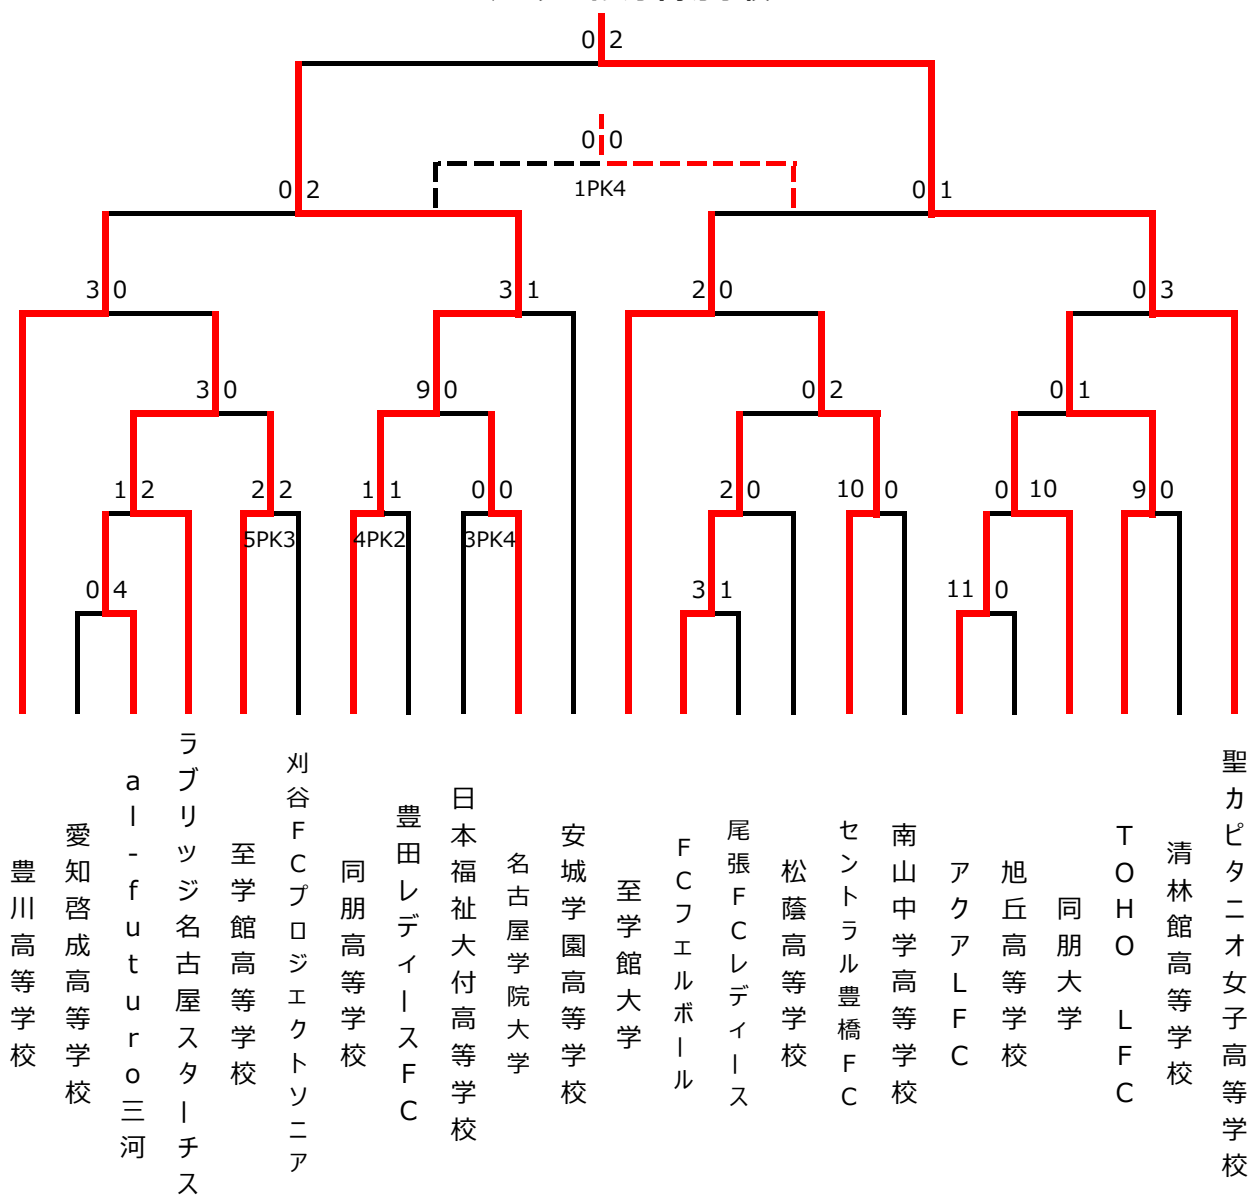 0 2
0 0
1PK4
0 2
0 1
3 0
3 1
2 0
0 3
3 0
9 0
0 2
0 1
1 2
2 2
1 1
0 0
2 0
10 0
0 10
9 0
5PK3
4PK2
3PK4
0 4
3 1
11 0
豊川高等学校
愛知啓成高等学校
al-futuro三河
ラブリッジ名古屋スターチス
至学館高等学校
刈谷FCプロジェクトソニア
同朋高等学校
豊田レディースFC
日本福祉大付高等学校
名古屋学院大学
安城学園高等学校
至学館大学
FCフェルボール
尾張FCレディース
松蔭高等学校
セントラル豊橋FC
南山中学高等学校
アクアLFC
旭丘高等学校
同朋大学
TOHO LFC
清林館高等学校
聖カピタニオ女子高等学校